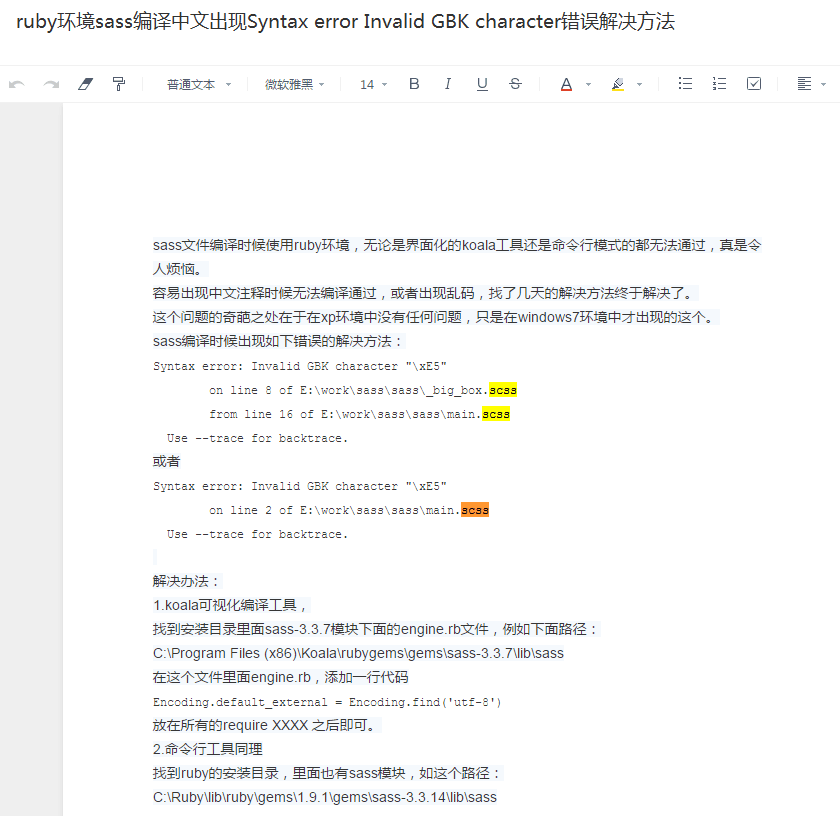 ruby环境sass编译中文出现Syntax error Invalid GBK character错误解决方法
普通文本 微软雅黑 14 B I U S A
sass文件编译时候使用ruby环境，无论是界面化的koala工具还是命令行模式的都无法通过，真是令
人烦恼。
容易出现中文注释时候无法编译通过，或者出现乱码，找了几天的解决方法终于解决了。
这个问题的奇葩之处在于在xp环境中没有任何问题，只是在windows7环境中才出现的这个。
sass编译时候出现如下错误的解决方法：
Syntax error: Invalid GBK character "\xE5"
on line 8 of E:\work\sass\sass\_big_box.scss
from line 16 of E:\work\sass\sass\main.scss
Use --trace for backtrace.
或者
Syntax error: Invalid GBK character "\xE5"
on line 2 of E:\work\sass\sass\main.scss
Use --trace for backtrace.
解决办法：
1.koala可视化编译工具，
找到安装目录里面sass-3.3.7模块下面的engine.rb文件，例如下面路径：
C:\Program Files (x86)\Koala\rubygems\gems\sass-3.3.7\lib\sass
在这个文件里面engine.rb，添加一行代码
Encoding.default_external = Encoding.find('utf-8')
放在所有的require XXXX 之后即可。
2.命令行工具同理
找到ruby的安装目录，里面也有sass模块，如这个路径：
C:\Ruby\lib\ruby\gems\1.9.1\gems\sass-3.3.14\lib\sass